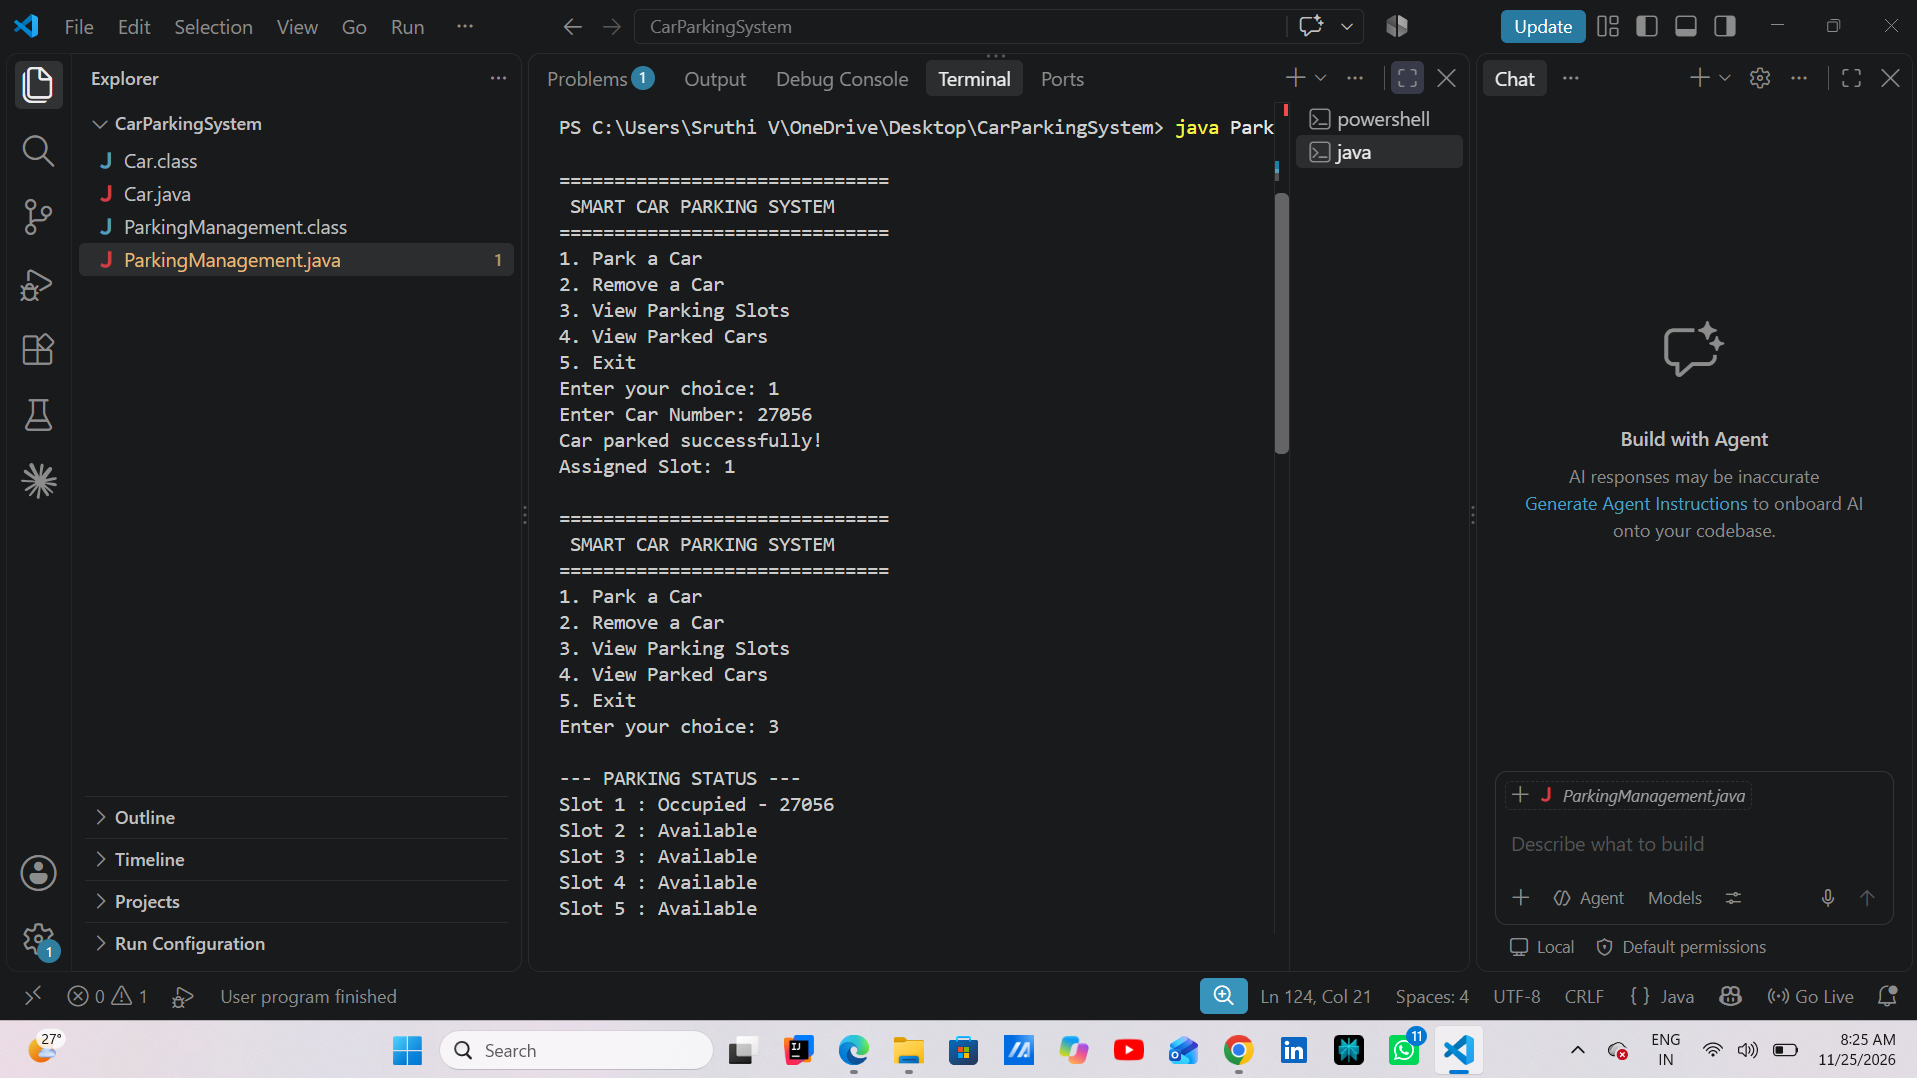 File Edit Selection View Go Run ...
CarParkingSystem
Update
Explorer
CarParkingSystem
Car.class
Car.java
ParkingManagement.class
ParkingManagement.java 1
Outline
Timeline
Projects
Run Configuration
1
Problems 1 Output Debug Console Terminal Ports
PS C:\Users\Sruthi V\OneDrive\Desktop\CarParkingSystem> java Park
==============================
SMART CAR PARKING SYSTEM
==============================
1. Park a Car
2. Remove a Car
3. View Parking Slots
4. View Parked Cars
5. Exit
Enter your choice: 1
Enter Car Number: 27056
Car parked successfully!
Assigned Slot: 1
==============================
SMART CAR PARKING SYSTEM
==============================
1. Park a Car
2. Remove a Car
3. View Parking Slots
4. View Parked Cars
5. Exit
Enter your choice: 3
--- PARKING STATUS ---
Slot 1 : Occupied - 27056
Slot 2 : Available
Slot 3 : Available
Slot 4 : Available
Slot 5 : Available
powershell
java
Chat
Build with Agent
AI responses may be inaccurate
Generate Agent Instructions to onboard AI
onto your codebase.
ParkingManagement.java
Describe what to build
Agent Models
Local Default permissions
0 1 User program finished
Ln 124, Col 21 Spaces: 4 UTF-8 CRLF {} Java Go Live
27°
Search
11
ENG
IN
8:25 AM
11/25/2026